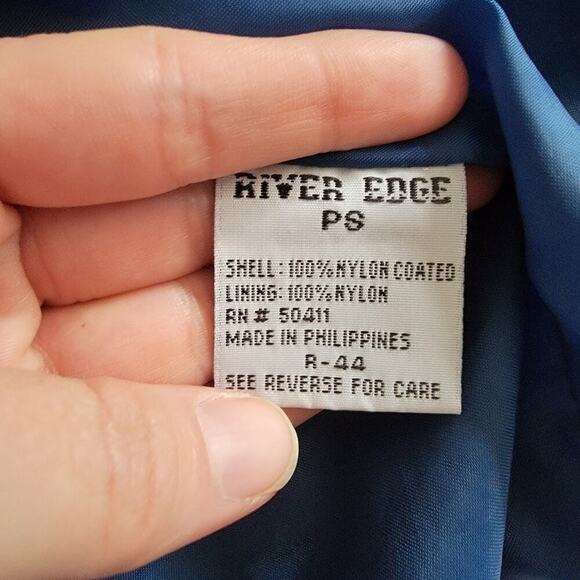 RIVER EDGE
PS
SHELL: 100% NYLON COATED
LINING: 100% NYLON
RN # 50411
MADE IN PHILIPPINES
R-44
SEE REVERSE FOR CARE